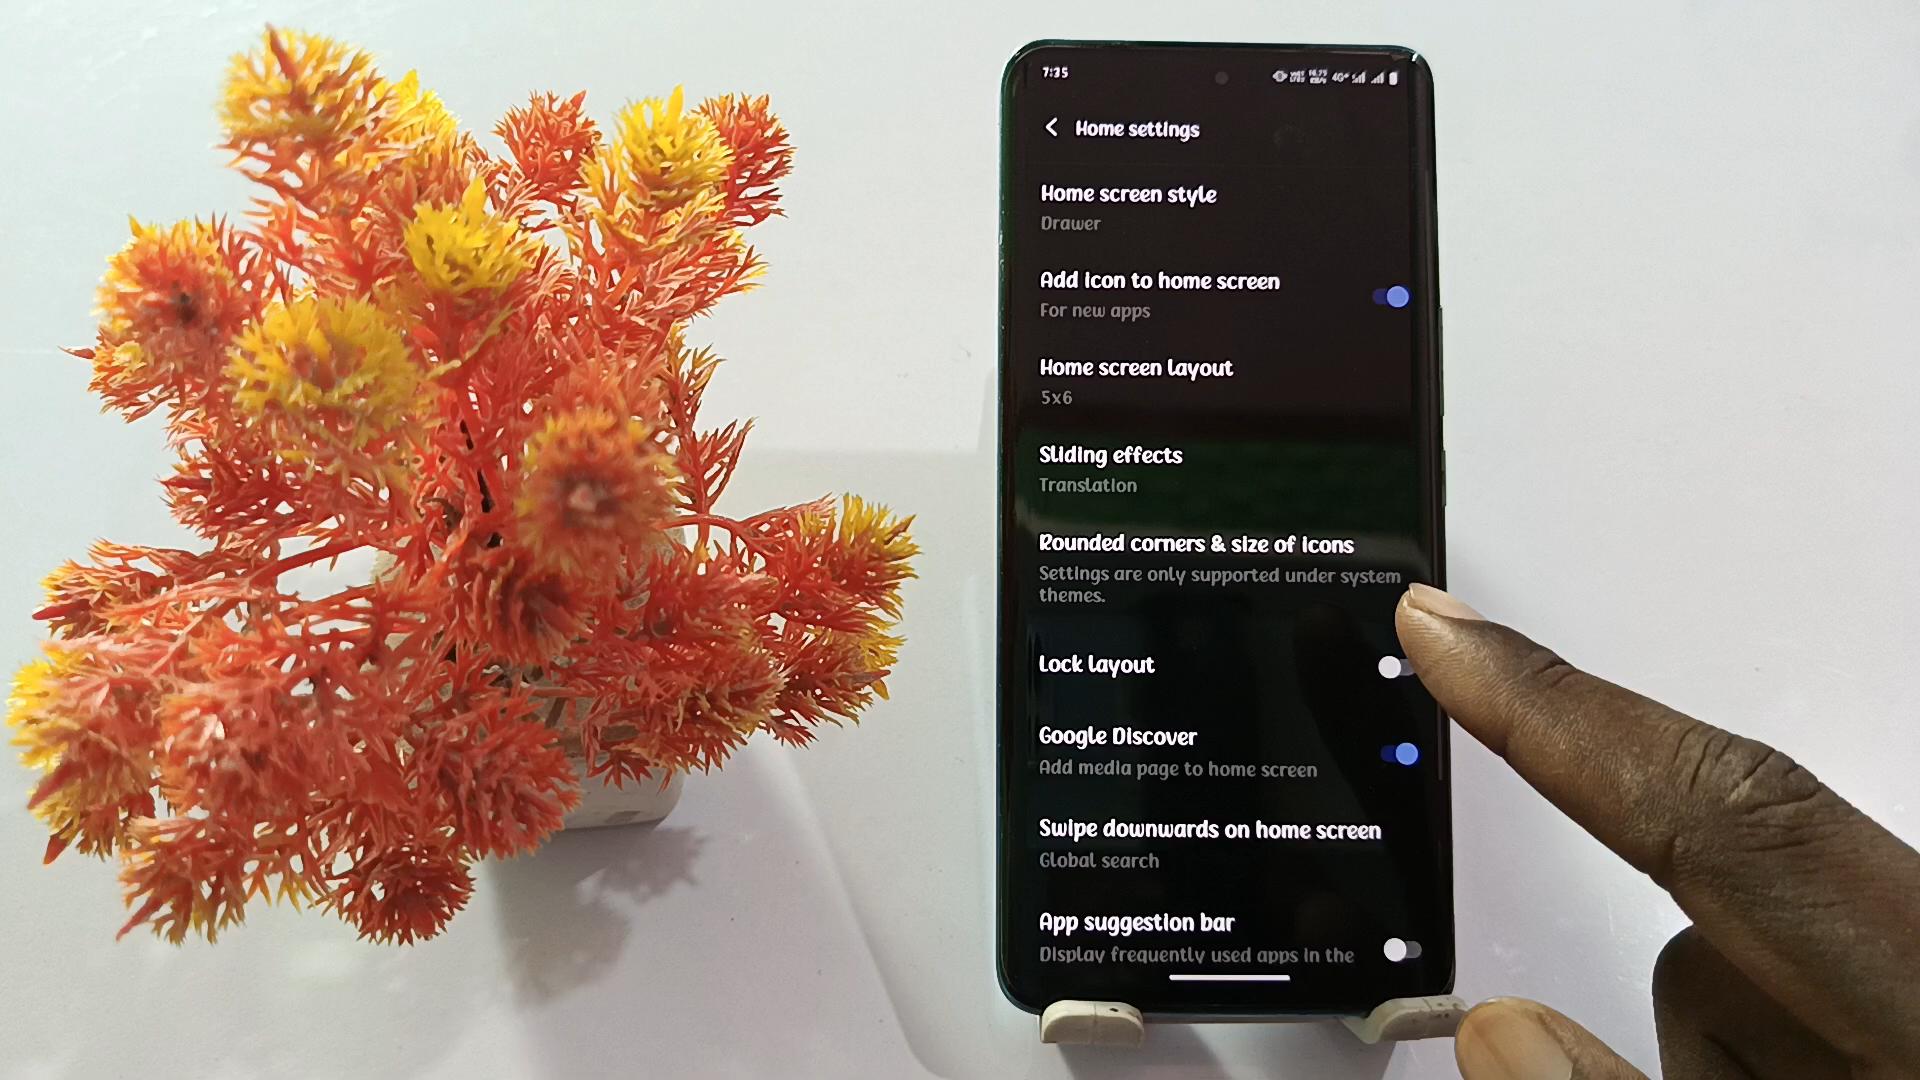 7:35
4G+
Home settings
Home screen style
Drawer
Add icon to home screen
For new apps
Home screen layout
5x6
Sliding effects
Translation
Rounded corners & size of icons
Settings are only supported under system
themes.
Lock layout
Google Discover
Add media page to home screen
Swipe downwards on home screen
Global search
App suggestion bar
Display frequently used apps in the